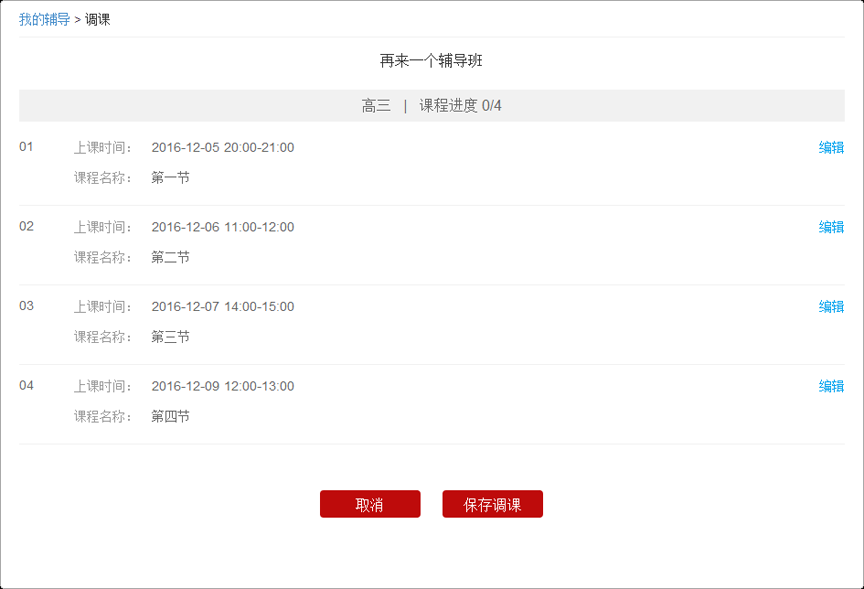 我的辅导 > 调课
再来一个辅导班
高三 | 课程进度 0/4
01 上课时间： 2016-12-05 20:00-21:00 编辑
课程名称： 第一节
02 上课时间： 2016-12-06 11:00-12:00 编辑
课程名称： 第二节
03 上课时间： 2016-12-07 14:00-15:00 编辑
课程名称： 第三节
04 上课时间： 2016-12-09 12:00-13:00 编辑
课程名称： 第四节
取消 保存调课